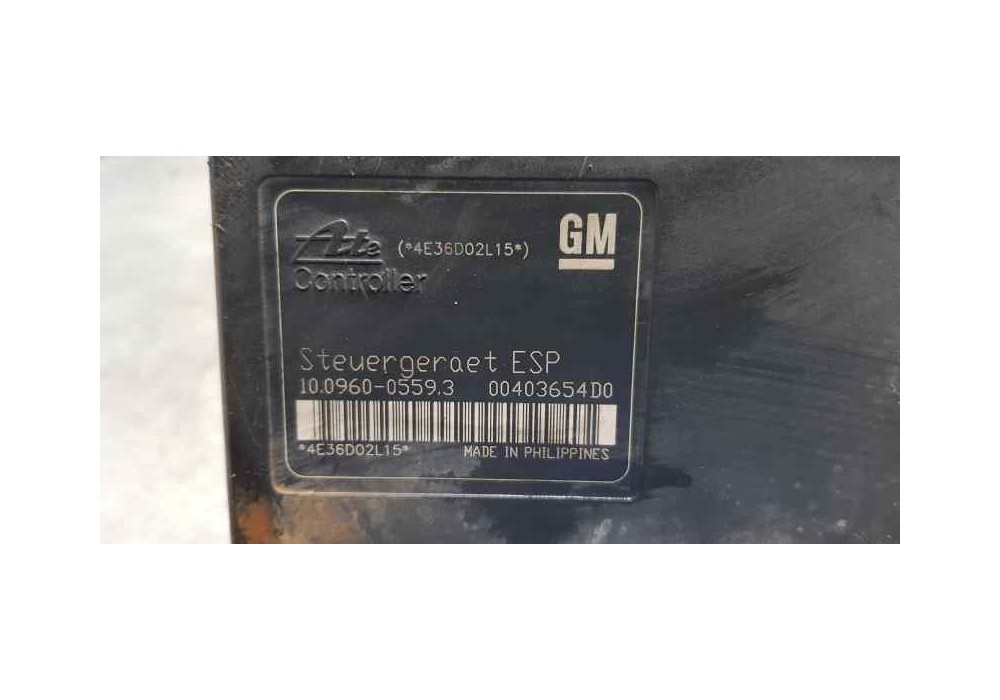 Ate (*4E36D02L15*) GM
Controller
Steuergeraet ESP
10.0960-0559.3 00403654D0
*4E36D02L15* MADE IN PHILIPPINES